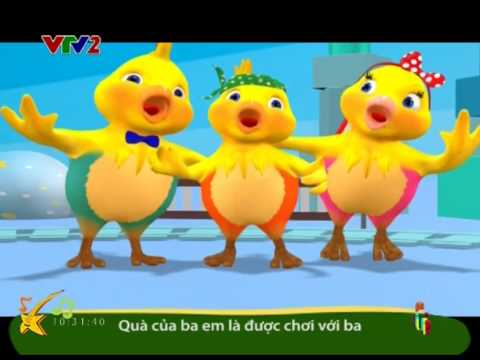 VTV2
10:31:40
Quà của ba em là được chơi với ba